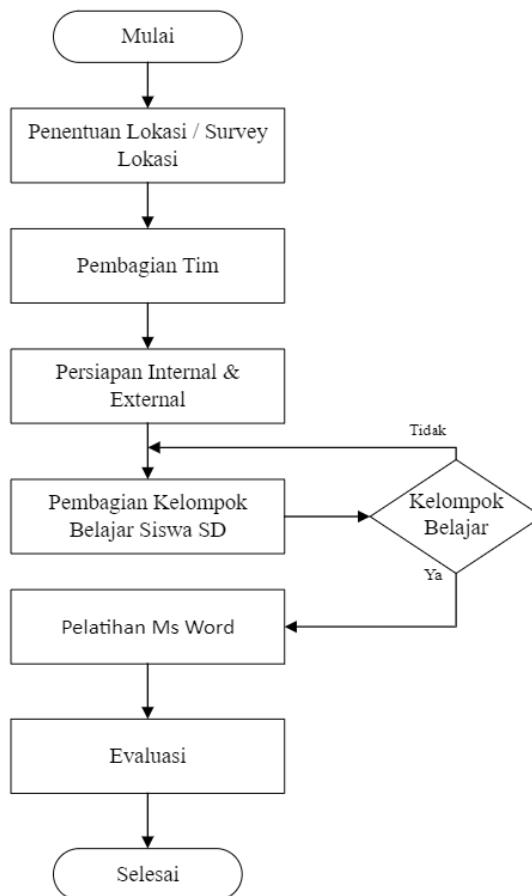 Mulai
Penentuan Lokasi / Survey
Lokasi
Pembagian Tim
Persiapan Internal &
External
Tidak
Pembagian Kelompok
Belajar Siswa SD
Kelompok
Belajar
Ya
Pelatihan Ms Word
Evaluasi
Selesai